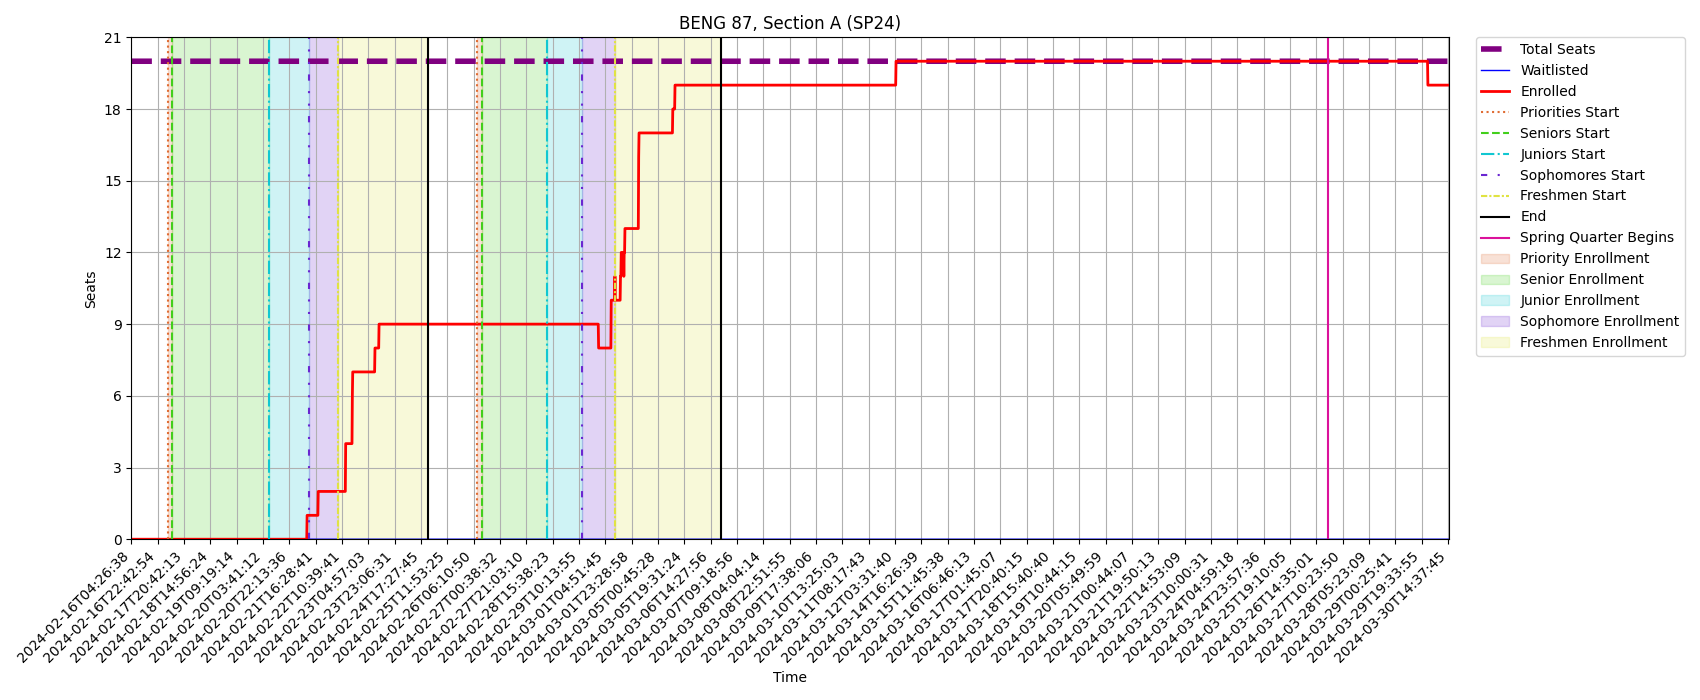 BENG 87, Section A (SP24)
Seats
21
18
15
12
9
6
3
0
2024-02-16T04:26:38
2024-02-16T22:42:54
2024-02-17T20:42:13
2024-02-18T14:56:24
2024-02-19T09:19:14
2024-02-20T03:41:12
2024-02-20T22:13:36
2024-02-21T16:28:41
2024-02-22T10:39:41
2024-02-23T04:57:03
2024-02-23T23:06:31
2024-02-24T17:27:45
2024-02-25T11:53:25
2024-02-26T06:10:50
2024-02-27T00:38:32
2024-02-27T21:03:10
2024-02-28T15:38:23
2024-02-29T10:13:55
2024-03-01T04:51:45
2024-03-01T23:28:58
2024-03-05T00:45:28
2024-03-05T19:31:24
2024-03-06T14:27:56
2024-03-07T09:18:56
2024-03-08T04:04:14
2024-03-08T22:51:55
2024-03-09T17:38:06
2024-03-10T13:25:03
2024-03-11T08:17:43
2024-03-12T03:31:40
2024-03-14T16:26:39
2024-03-15T11:45:38
2024-03-16T06:46:13
2024-03-17T01:45:07
2024-03-17T20:40:15
2024-03-18T15:40:40
2024-03-19T10:44:15
2024-03-20T05:49:59
2024-03-21T00:44:07
2024-03-21T19:50:13
2024-03-22T14:53:09
2024-03-23T10:00:31
2024-03-24T04:59:18
2024-03-24T23:57:36
2024-03-25T19:10:05
2024-03-26T14:35:01
2024-03-27T10:23:50
2024-03-28T05:23:09
2024-03-29T00:25:41
2024-03-29T19:33:55
2024-03-30T14:37:45
Time
Total Seats
Waitlisted
Enrolled
Priorities Start
Seniors Start
Juniors Start
Sophomores Start
Freshmen Start
End
Spring Quarter Begins
Priority Enrollment
Senior Enrollment
Junior Enrollment
Sophomore Enrollment
Freshmen Enrollment